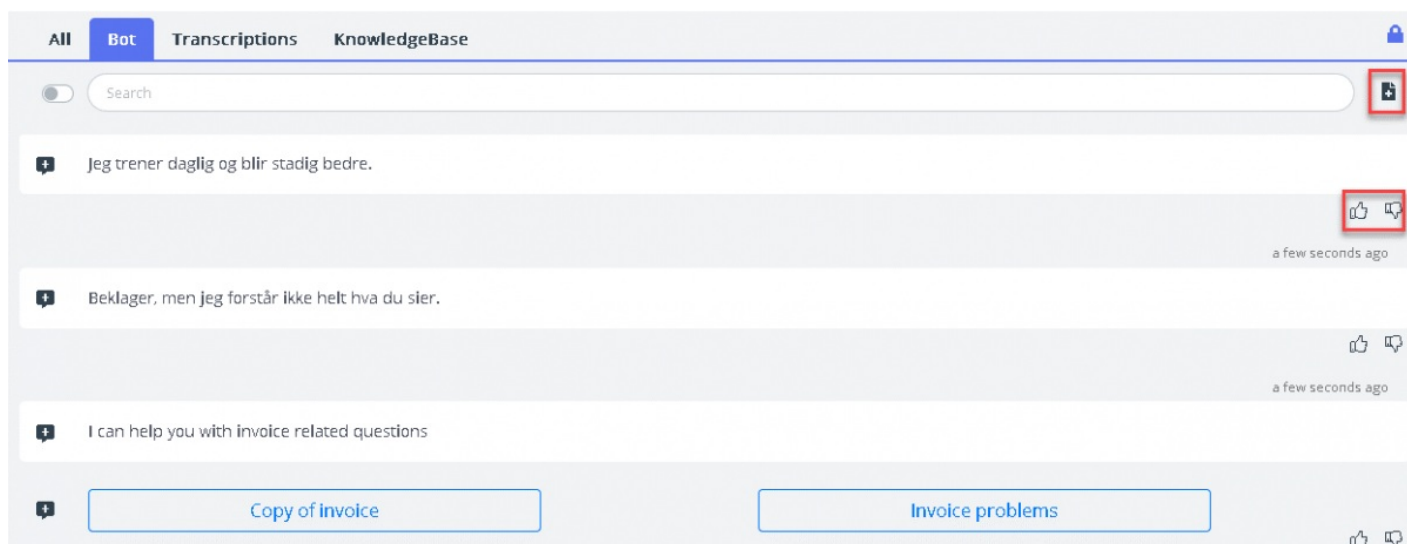 All Bot Transcriptions KnowledgeBase
Search
Jeg trener daglig og blir stadig bedre.
a few seconds ago
Beklager, men jeg forstår ikke helt hva du sier.
a few seconds ago
I can help you with invoice related questions
Copy of invoice Invoice problems